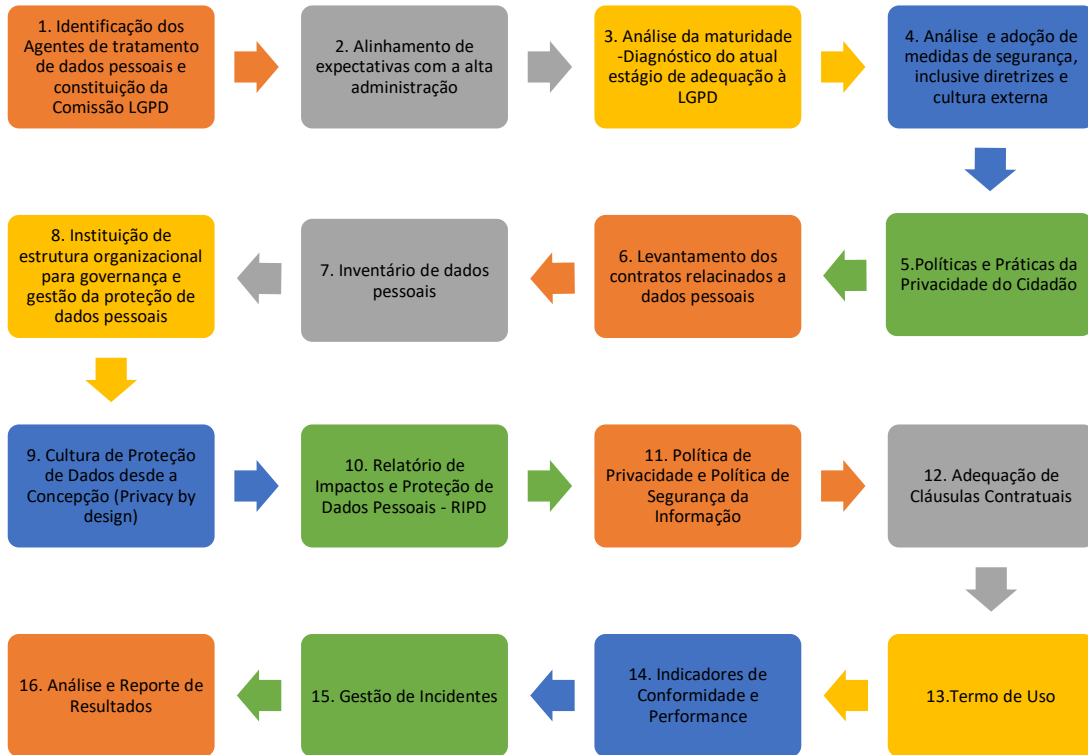 1. Identificação dos
Agentes de tratamento
de dados pessoais e
constituição da
Comissão LGPD
2. Alinhamento de
expectativas com a alta
administração
3. Análise da maturidade
-Diagnóstico do atual
estágio de adequação à
LGPD
4. Análise e adoção de
medidas de segurança,
inclusive diretrizes e
cultura externa
5.Políticas e Práticas da
Privacidade do Cidadão
6. Levantamento dos
contratos relacinados a
dados pessoais
7. Inventário de dados
pessoais
8. Instituição de
estrutura organizacional
para governança e
gestão da proteção de
dados pessoais
9. Cultura de Proteção
de Dados desde a
Concepção (Privacy by
design)
10. Relatório de
Impactos e Proteção de
Dados Pessoais - RIPD
11. Política de
Privacidade e Política de
Segurança da
Informação
12. Adequação de
Cláusulas Contratuais
13.Termo de Uso
14. Indicadores de
Conformidade e
Performance
15. Gestão de Incidentes
16. Análise e Reporte de
Resultados